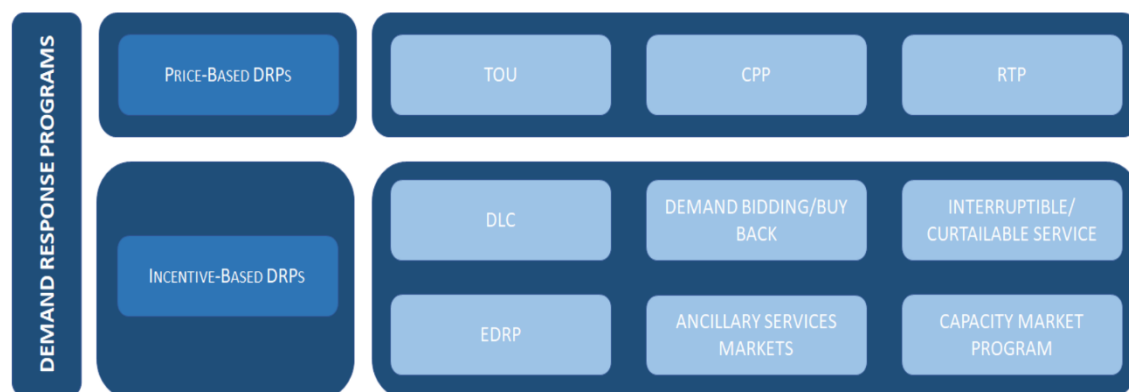 DEMAND RESPONSE PROGRAMS
PRICE-BASED DRPS
TOU
CPP
RTP
INCENTIVE-BASED DRPS
DLC
DEMAND BIDDING/BUY
BACK
INTERRUPTIBLE/
CURTAILABLE SERVICE
EDRP
ANCILLARY SERVICES
MARKETS
CAPACITY MARKET
PROGRAM